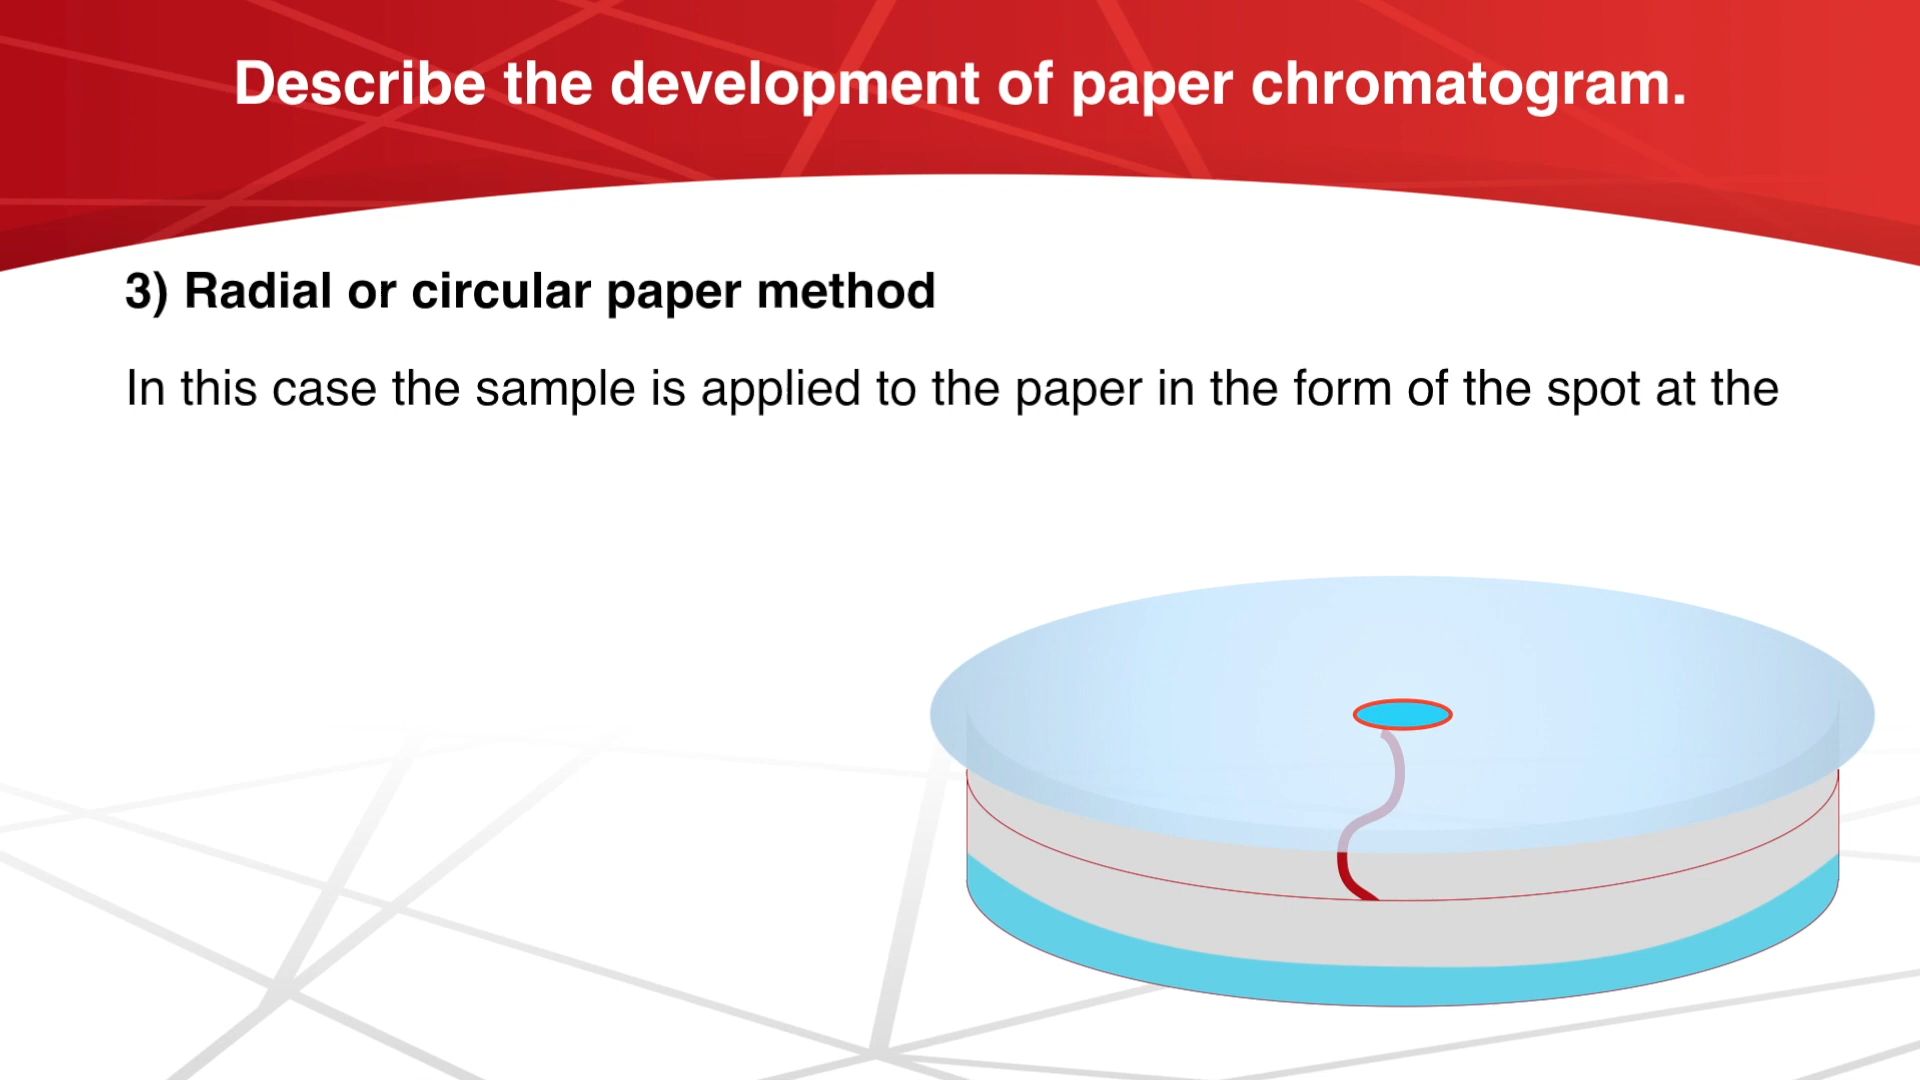 Describe the development of paper chromatogram.
3) Radial or circular paper method
In this case the sample is applied to the paper in the form of the spot at the